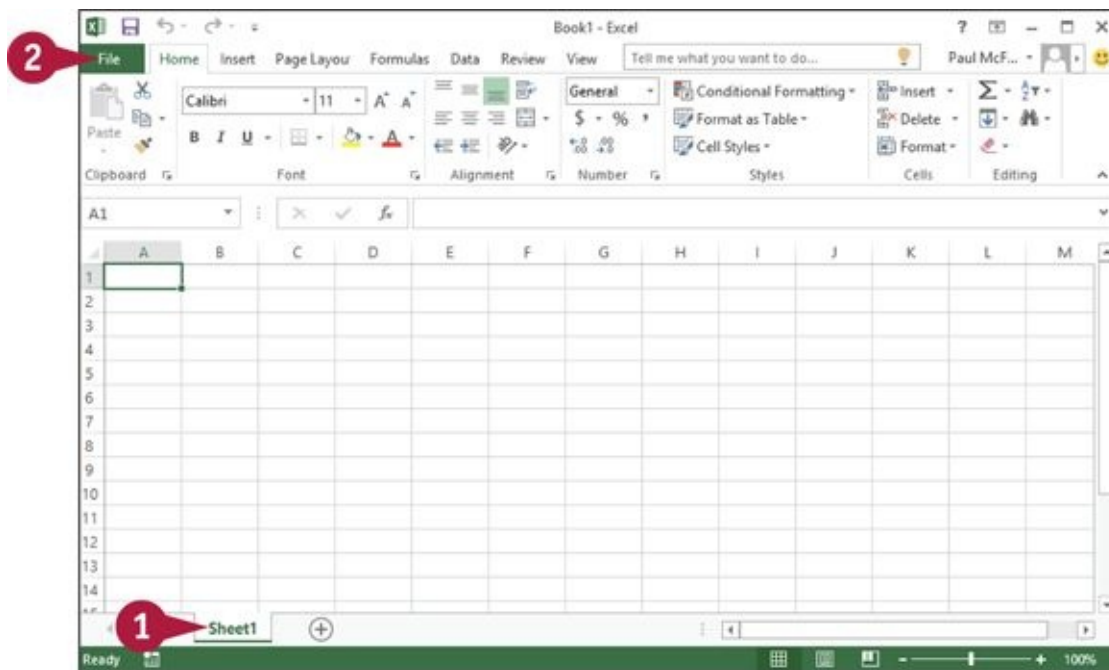 Book1 - Excel ?
2
File Home Insert Page Layou Formulas Data Review View Tell me what you want to do... Paul McF...
Calibri 11 A A General Conditional Formatting Insert Σ
Paste $ % , Format as Table Delete
B I U A Cell Styles Format
Clipboard Font Alignment Number Styles Cells Editing
A1 fx
A B C D E F G H I J K L M
1
2
3
4
5
6
7
8
9
10
11
12
13
14
1 Sheet1
Ready 100%